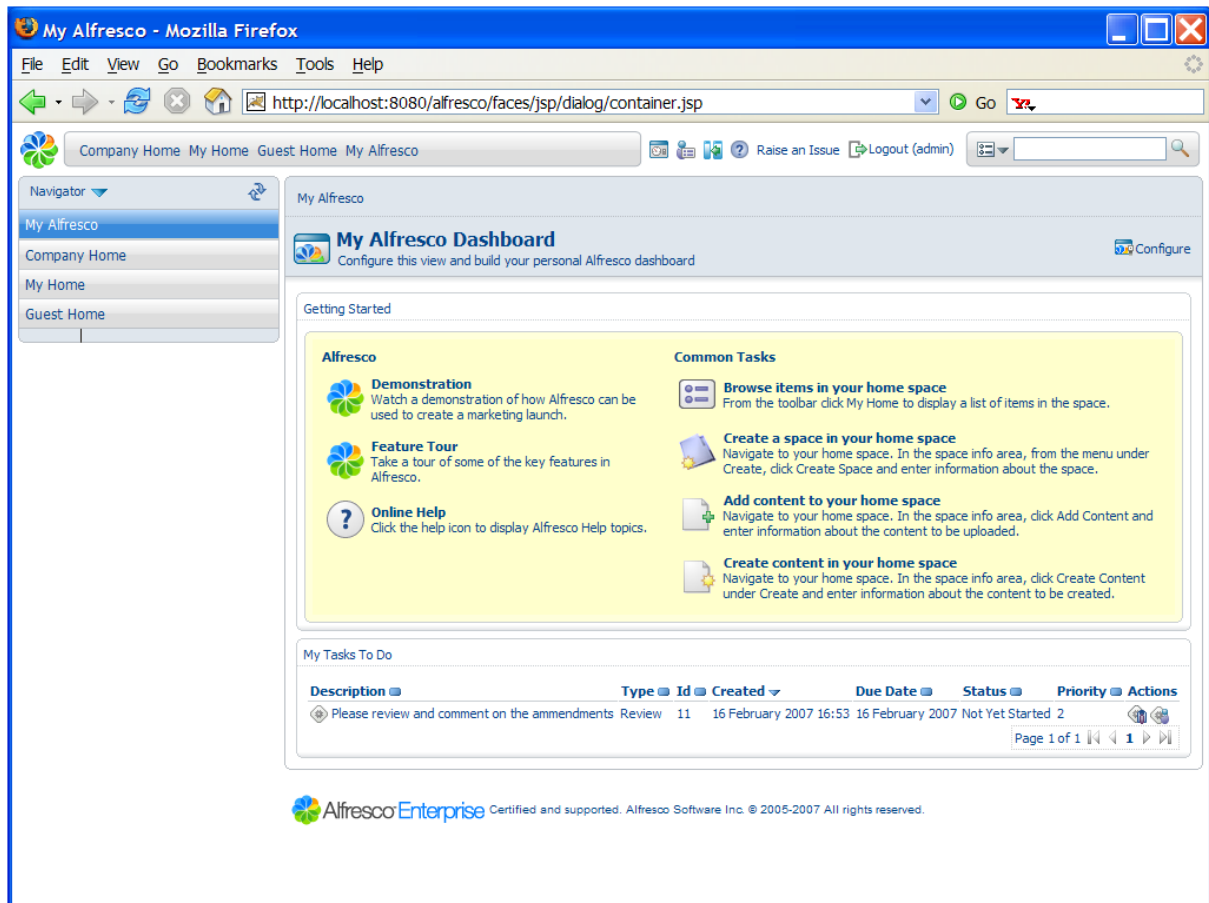 My Alfresco - Mozilla Firefox
File Edit View Go Bookmarks Tools Help
http://localhost:8080/alfresco/faces/jsp/dialog/container.jsp Go Y!
Company Home My Home Guest Home My Alfresco Raise an Issue Logout (admin)
Navigator
My Alfresco
Company Home
My Home
Guest Home
My Alfresco
My Alfresco Dashboard
Configure this view and build your personal Alfresco dashboard
Configure
Getting Started
Alfresco
Demonstration
Watch a demonstration of how Alfresco can be
used to create a marketing launch.
Feature Tour
Take a tour of some of the key features in
Alfresco.
Online Help
Click the help icon to display Alfresco Help topics.
Common Tasks
Browse items in your home space
From the toolbar click My Home to display a list of items in the space.
Create a space in your home space
Navigate to your home space. In the space info area, from the menu under
Create, click Create Space and enter information about the space.
Add content to your home space
Navigate to your home space. In the space info area, click Add Content and
enter information about the content to be uploaded.
Create content in your home space
Navigate to your home space. In the space info area, click Create Content
under Create and enter information about the content to be created.
My Tasks To Do
Description Type Id Created Due Date Status Priority Actions
Please review and comment on the ammendments Review 11 16 February 2007 16:53 16 February 2007 Not Yet Started 2
Page 1 of 1 1
Alfresco Enterprise Certified and supported. Alfresco Software Inc. © 2005-2007 All rights reserved.